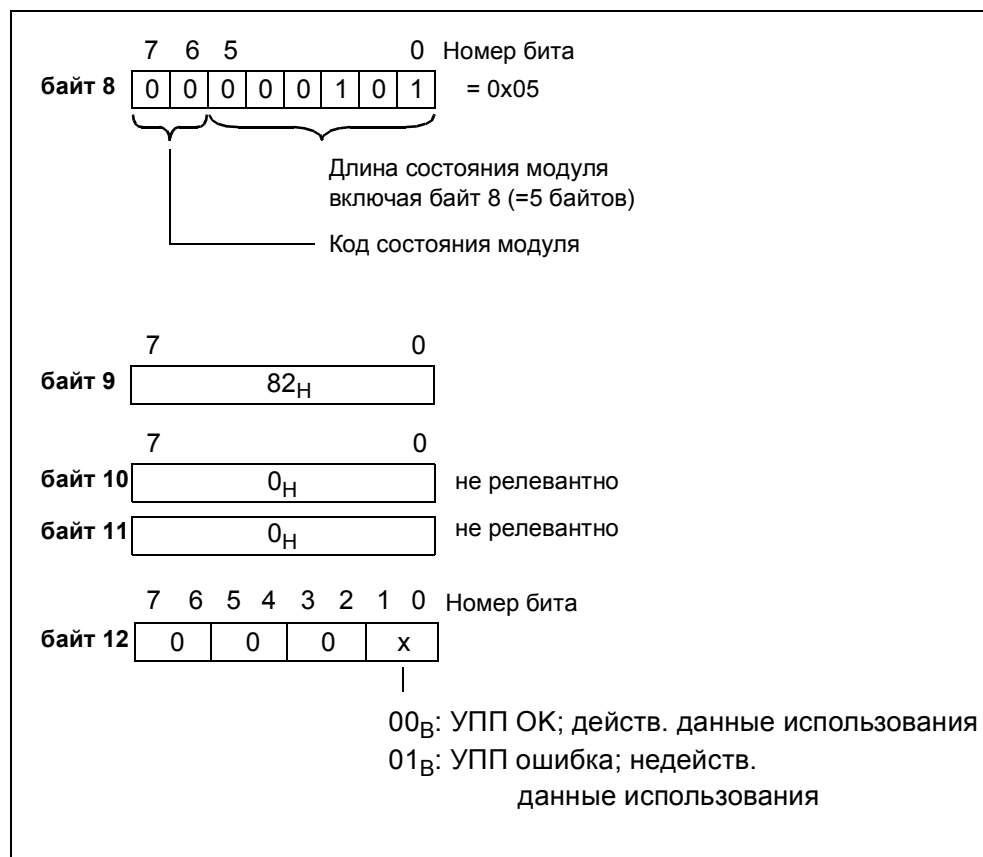 7 6 5 0 Номер бита
байт 8 0 0 0 0 0 1 0 1 = 0x05
Длина состояния модуля
включая байт 8 (=5 байтов)
Код состояния модуля
7 0
байт 9 82H
7 0
байт 10 0H не релевантно
байт 11 0H не релевантно
7 6 5 4 3 2 1 0 Номер бита
байт 12 0 0 0 x
00B: УПП OK; действ. данные использования
01B: УПП ошибка; недейств.
данные использования